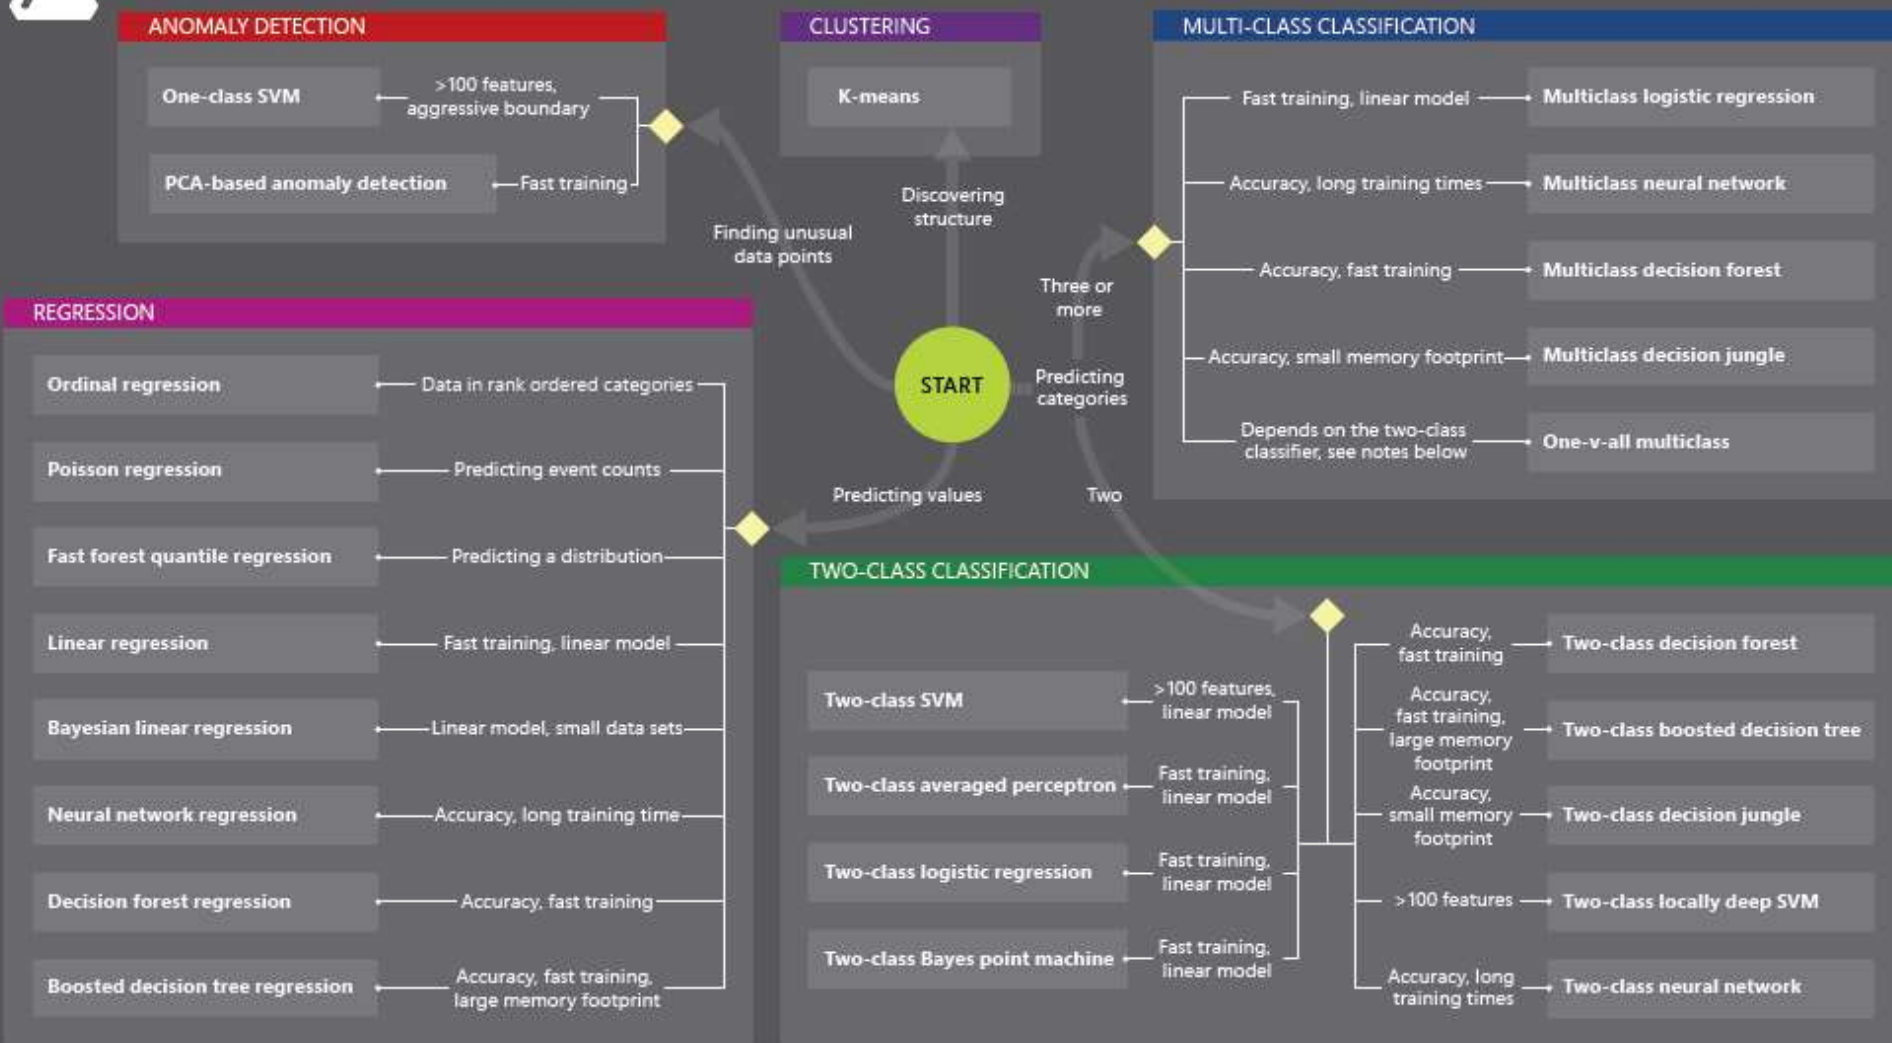 ANOMALY DETECTION
One-class SVM
>100 features,
aggressive boundary
PCA-based anomaly detection
Fast training
CLUSTERING
K-means
MULTI-CLASS CLASSIFICATION
Fast training, linear model
Multiclass logistic regression
Accuracy, long training times
Multiclass neural network
Accuracy, fast training
Multiclass decision forest
Accuracy, small memory footprint
Multiclass decision jungle
Depends on the two-class
classifier, see notes below
One-v-all multiclass
Finding unusual
data points
Discovering
structure
Three or
more
START
Predicting
categories
Predicting values
Two
REGRESSION
Ordinal regression
Data in rank ordered categories
Poisson regression
Predicting event counts
Fast forest quantile regression
Predicting a distribution
Linear regression
Fast training, linear model
Bayesian linear regression
Linear model, small data sets
Neural network regression
Accuracy, long training time
Decision forest regression
Accuracy, fast training
Boosted decision tree regression
Accuracy, fast training,
large memory footprint
TWO-CLASS CLASSIFICATION
Two-class SVM
>100 features,
linear model
Two-class averaged perceptron
Fast training,
linear model
Two-class logistic regression
Fast training,
linear model
Two-class Bayes point machine
Fast training,
linear model
Accuracy,
fast training
Two-class decision forest
Accuracy,
fast training,
large memory
footprint
Two-class boosted decision tree
Accuracy,
small memory
footprint
Two-class decision jungle
>100 features
Two-class locally deep SVM
Accuracy, long
training times
Two-class neural network